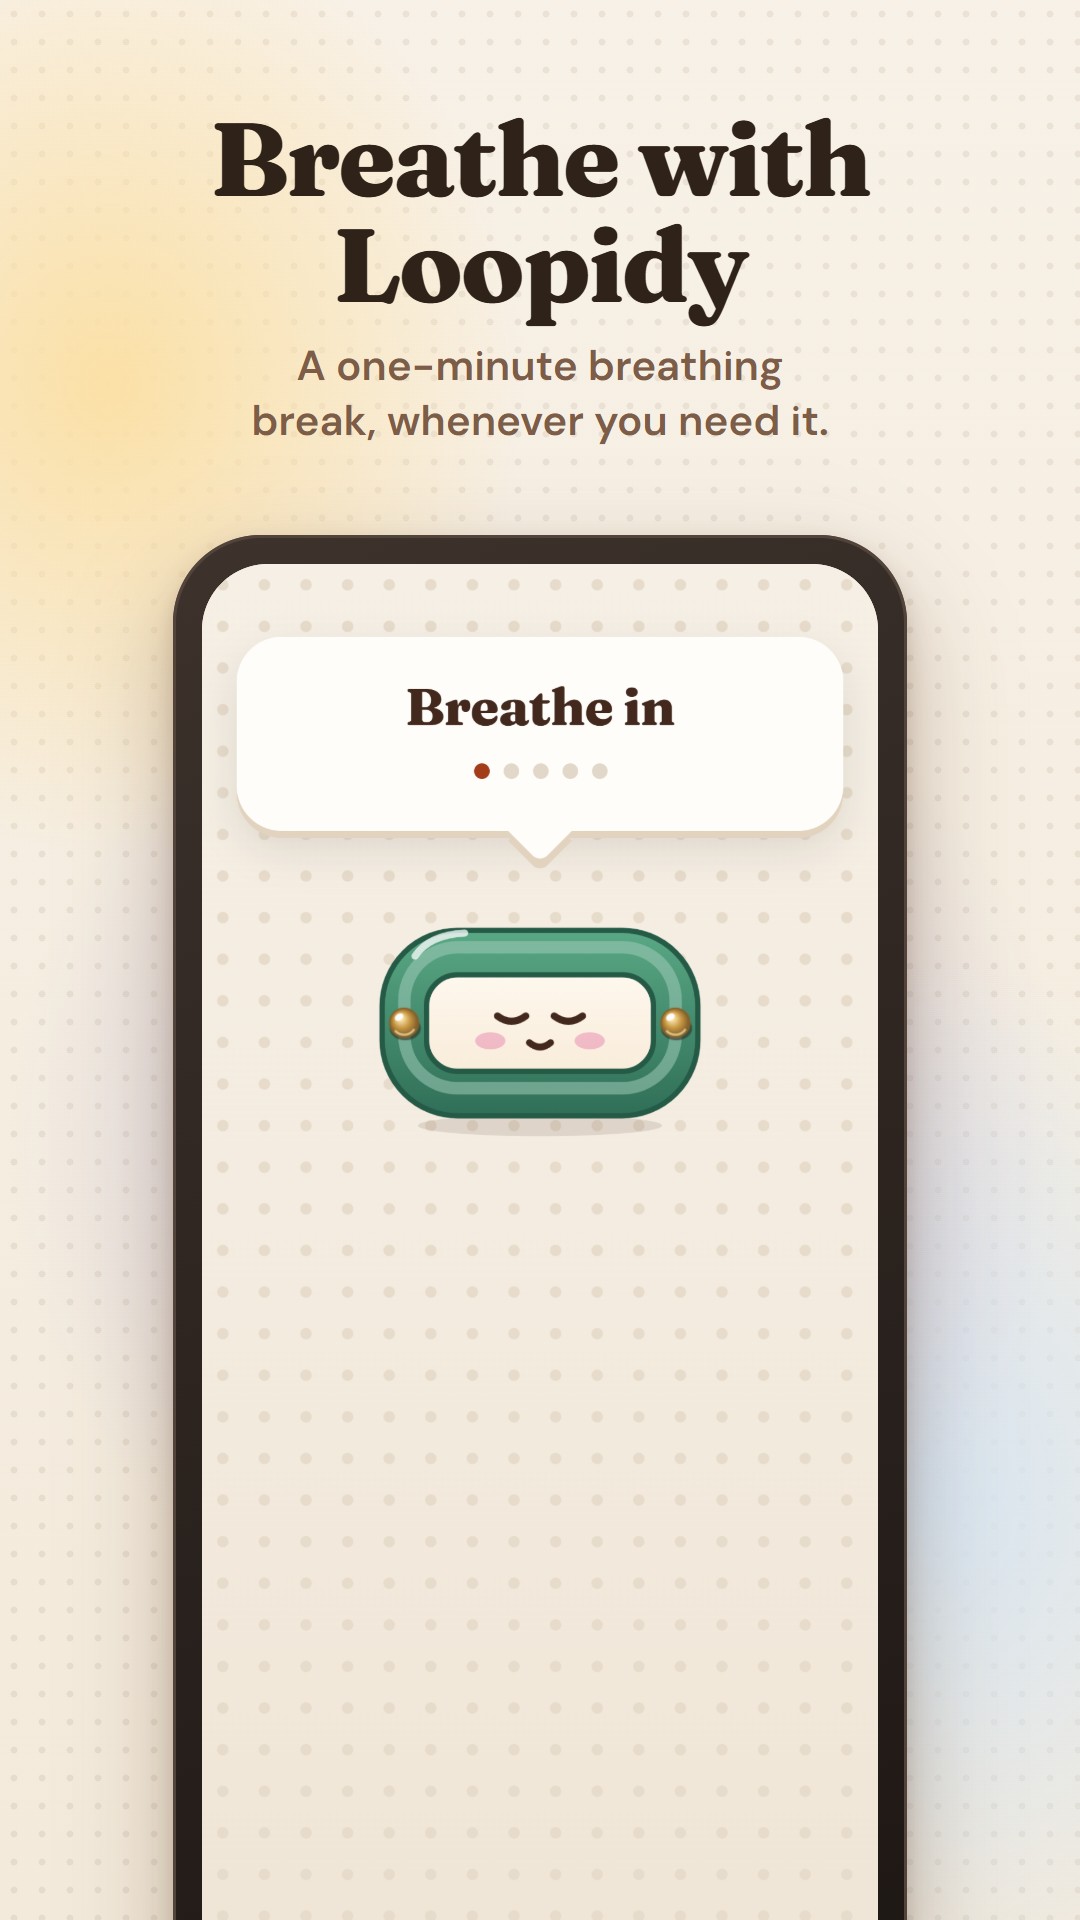 Breathe with
Loopidy
A one-minute breathing
break, whenever you need it.
Breathe in